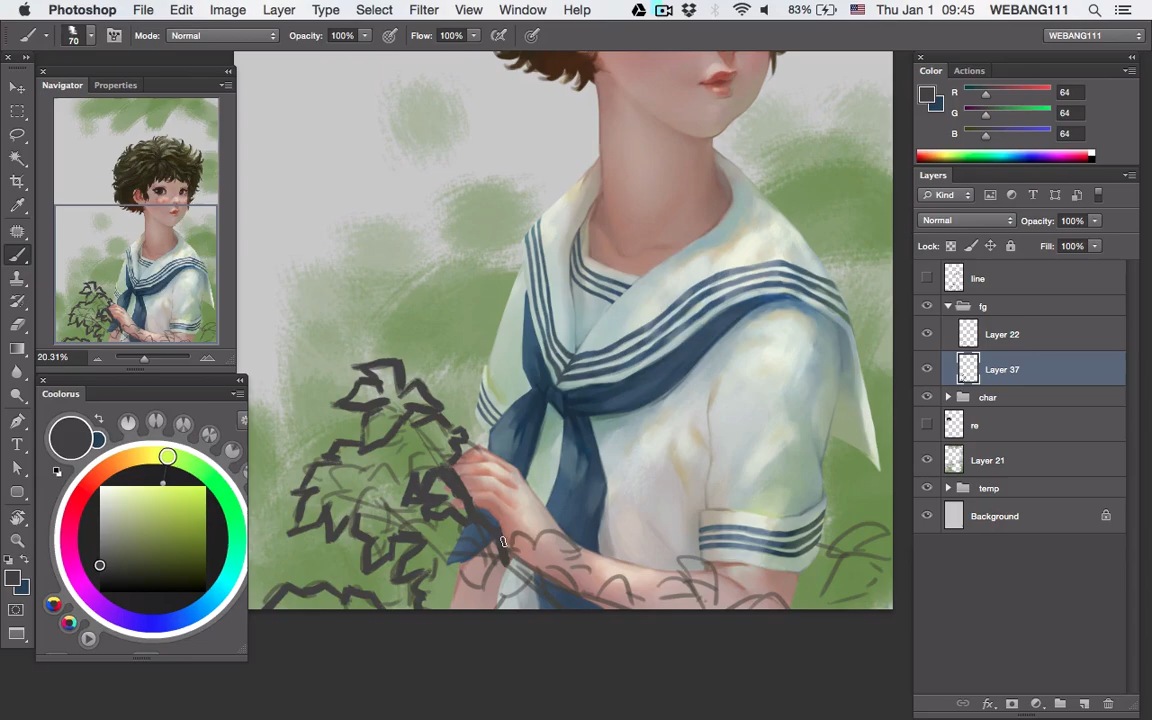 Photoshop File Edit Image Layer Type Select Filter View Window Help 83% Thu Jan 1 09:45 WEBANG111
70 Mode: Normal Opacity: 100% Flow: 100% WEBANG111
Navigator Properties
20.31%
Coolorus
Color Actions
R 64
G 64
B 64
Layers
Kind
Normal Opacity: 100%
Lock: Fill: 100%
line
fg
Layer 22
Layer 37
char
re
Layer 21
temp
Background